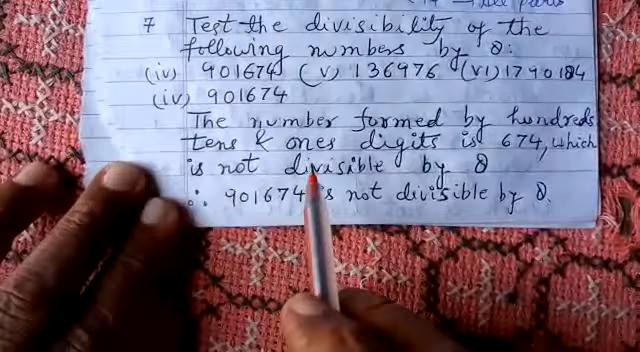 7 Test the divisibility of the
following numbers by 8:
(iv) 901674 (v) 136976 (vi) 1790184
(iv) 901674
The number formed by hundreds
tens & ones digits is 674, which
is not divisible by 8
∴ 901674 is not divisible by 8.